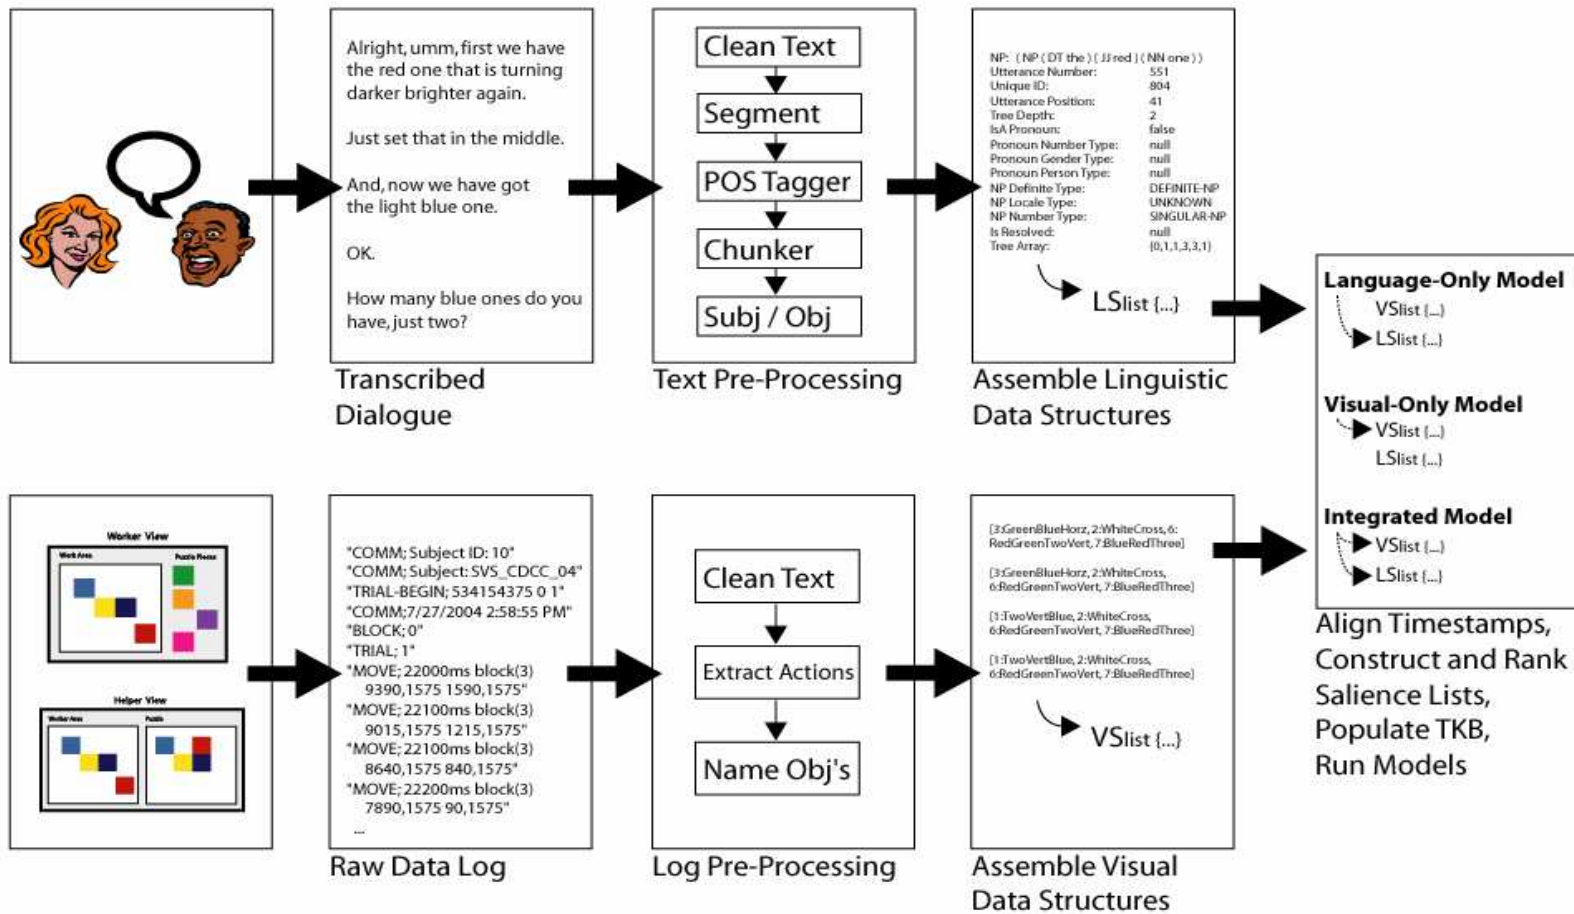 Alright, umm, first we have
the red one that is turning
darker brighter again.
Just set that in the middle.
And, now we have got
the light blue one.
OK.
How many blue ones do you
have, just two?
Transcribed
Dialogue
Clean Text
Segment
POS Tagger
Chunker
Subj / Obj
Text Pre-Processing
NP: ( NP ( DT the ) ( JJ red ) ( NN one ) )
Utterance Number: 551
Unique ID: 804
Utterance Position: 41
Tree Depth: 2
IsA Pronoun: false
Pronoun Number Type: null
Pronoun Gender Type: null
Pronoun Person Type: null
NP Definite Type: DEFINITE-NP
NP Locale Type: UNKNOWN
NP Number Type: SINGULAR-NP
Is Resolved: null
Tree Array: {0,1,1,3,3,1}
LSlist {...}
Assemble Linguistic
Data Structures
Worker View
Work Area Puzzle Pieces
Helper View
Worker Area Puzzle
"COMM; Subject ID: 10"
"COMM; Subject: SVS_CDCC_04"
"TRIAL-BEGIN; 534154375 0 1"
"COMM;7/27/2004 2:58:55 PM"
"BLOCK; 0"
"TRIAL; 1"
"MOVE; 22000ms block(3)
9390,1575 1590,1575"
"MOVE; 22100ms block(3)
9015,1575 1215,1575"
"MOVE; 22100ms block(3)
8640,1575 840,1575"
"MOVE; 22200ms block(3)
7890,1575 90,1575"
...
Raw Data Log
Clean Text
Extract Actions
Name Obj's
Log Pre-Processing
[3:GreenBlueHorz, 2:WhiteCross, 6:
RedGreenTwoVert, 7:BlueRedThree]
[3:GreenBlueHorz, 2:WhiteCross,
6:RedGreenTwoVert, 7:BlueRedThree]
[1:TwoVertBlue, 2:WhiteCross,
6:RedGreenTwoVert, 7:BlueRedThree]
[1:TwoVertBlue, 2:WhiteCross,
6:RedGreenTwoVert, 7:BlueRedThree]
VSlist {...}
Assemble Visual
Data Structures
Language-Only Model
VSlist {...}
LSlist {...}
Visual-Only Model
VSlist {...}
LSlist {...}
Integrated Model
VSlist {...}
LSlist {...}
Align Timestamps,
Construct and Rank
Salience Lists,
Populate TKB,
Run Models